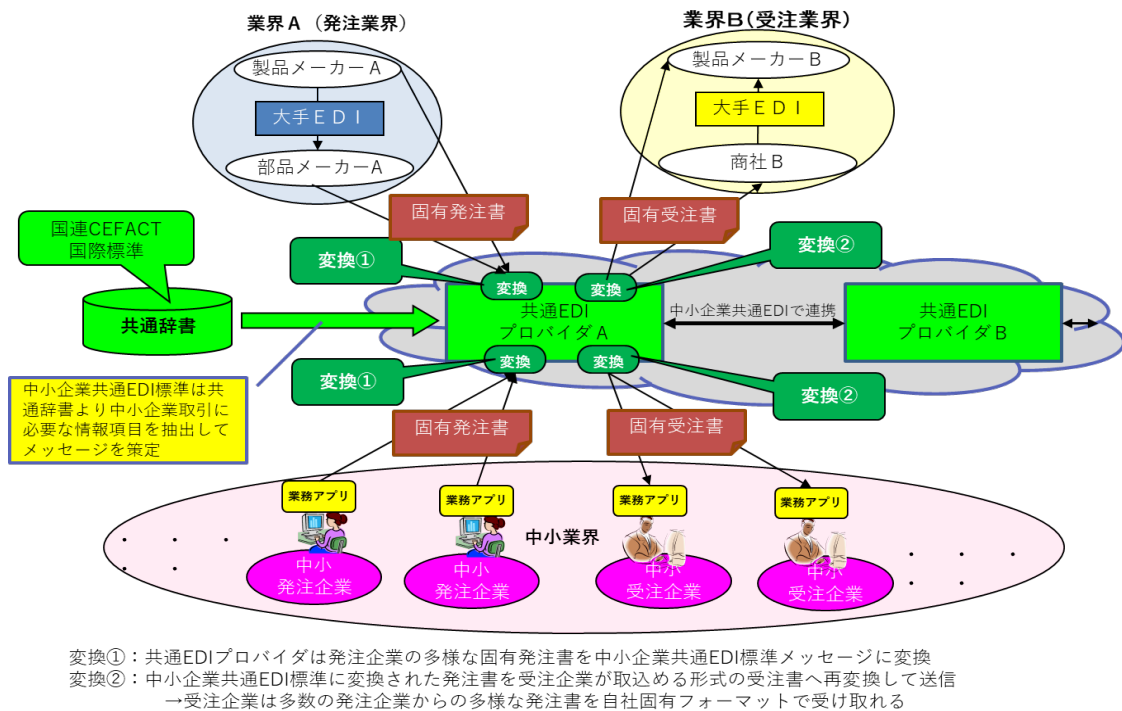 業界Ａ（発注業界）
業界B（受注業界）
製品メーカーＡ
大手ＥＤＩ
部品メーカーA
製品メーカーＢ
大手ＥＤＩ
商社Ｂ
固有発注書
固有受注書
国連CEFACT
国際標準
共通辞書
変換①
変換②
変換
変換
共通EDI
プロバイダＡ
中小企業共通EDIで連携
共通EDI
プロバイダＢ
変換
変換
変換①
変換②
中小企業共通EDI標準は共
通辞書より中小企業取引に
必要な情報項目を抽出して
メッセージを策定
固有発注書
固有受注書
業務アプリ
業務アプリ
業務アプリ
業務アプリ
中小業界
中小
発注企業
中小
発注企業
中小
受注企業
中小
受注企業
変換①：共通EDIプロバイダは発注企業の多様な固有発注書を中小企業共通EDI標準メッセージに変換
変換②：中小企業共通EDI標準に変換された発注書を受注企業が取込める形式の受注書へ再変換して送信
→受注企業は多数の発注企業からの多様な発注書を自社固有フォーマットで受け取れる